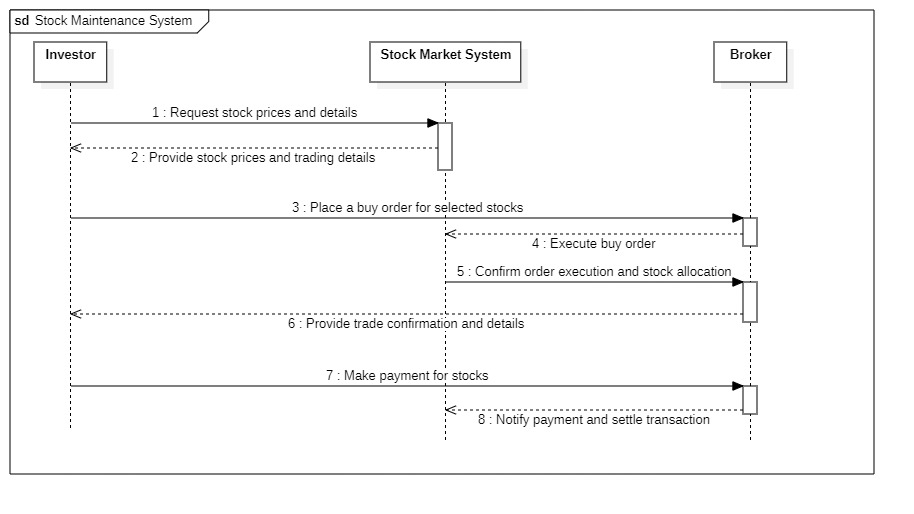 sd Stock Maintenance System
Investor
Stock Market System
Broker
1 : Request stock prices and details
2 : Provide stock prices and trading details
3 : Place a buy order for selected stocks
4 : Execute buy order
5 : Confirm order execution and stock allocation
6 : Provide trade confirmation and details
7 : Make payment for stocks
8 : Notify payment and settle transaction